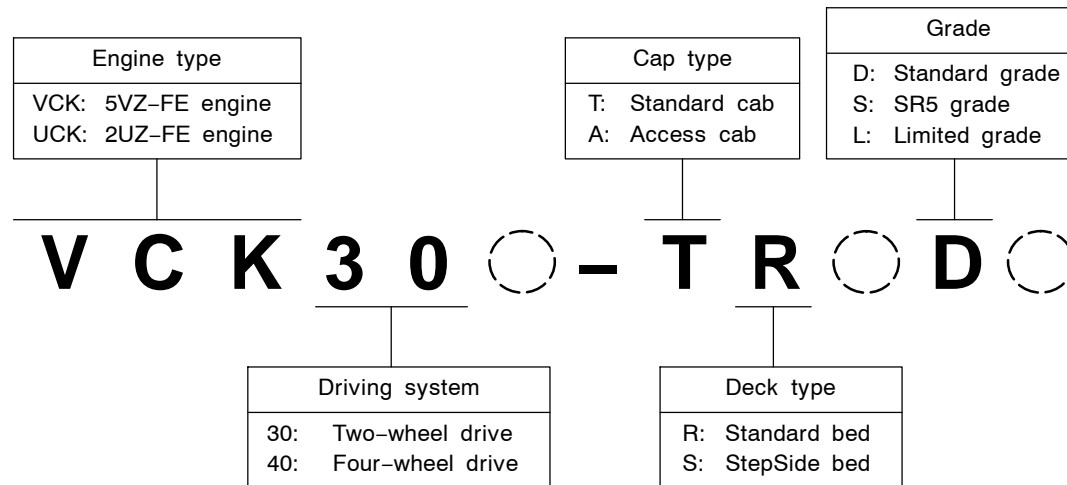 Engine type
VCK: 5VZ–FE engine
UCK: 2UZ–FE engine
Cap type
T: Standard cab
A: Access cab
Grade
D: Standard grade
S: SR5 grade
L: Limited grade
V C K 3 0 – T R D
Driving system
30: Two–wheel drive
40: Four–wheel drive
Deck type
R: Standard bed
S: StepSide bed